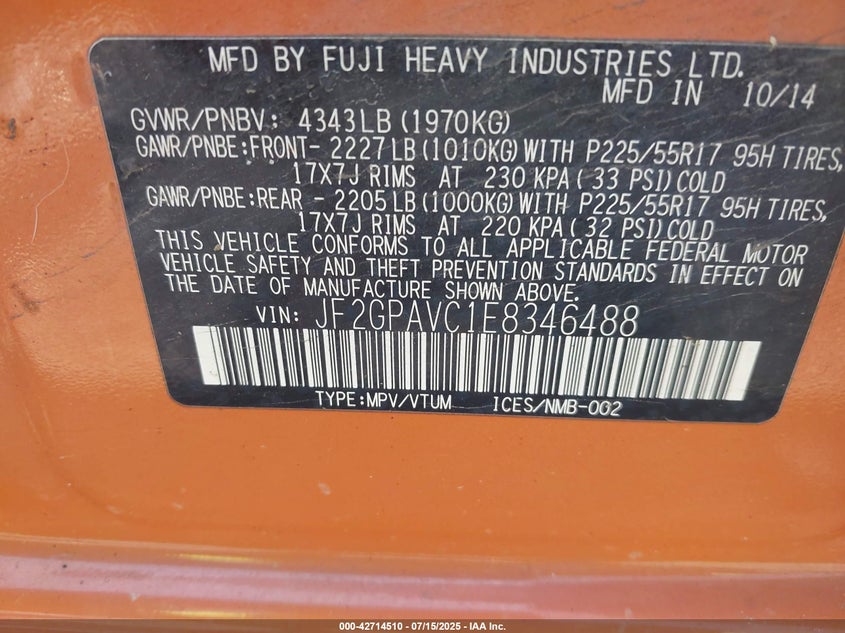 MFD BY FUJI HEAVY INDUSTRIES LTD.
MFD IN 10/14
GVWR/PNBV: 4343LB (1970KG)
GAWR/PNBE:FRONT- 2227LB (1010KG) WITH P225/55R17 95H TIRES,
17X7J RIMS AT 230 KPA ( 33 PSI) COLD
GAWR/PNBE:REAR - 2205LB (1000KG) WITH P225/55R17 95H TIRES,
17X7J RIMS AT 220 KPA ( 32 PSI) COLD
THIS VEHICLE CONFORMS TO ALL APPLICABLE FEDERAL MOTOR
VEHICLE SAFETY AND THEFT PREVENTION STANDARDS IN EFFECT ON
THE DATE OF MANUFACTURE SHOWN ABOVE.
VIN: JF2GPAVC1E8346488
TYPE:MPV/VTUM ICES/NMB-002
000-42714510 - 07/15/2025 - IAA Inc.